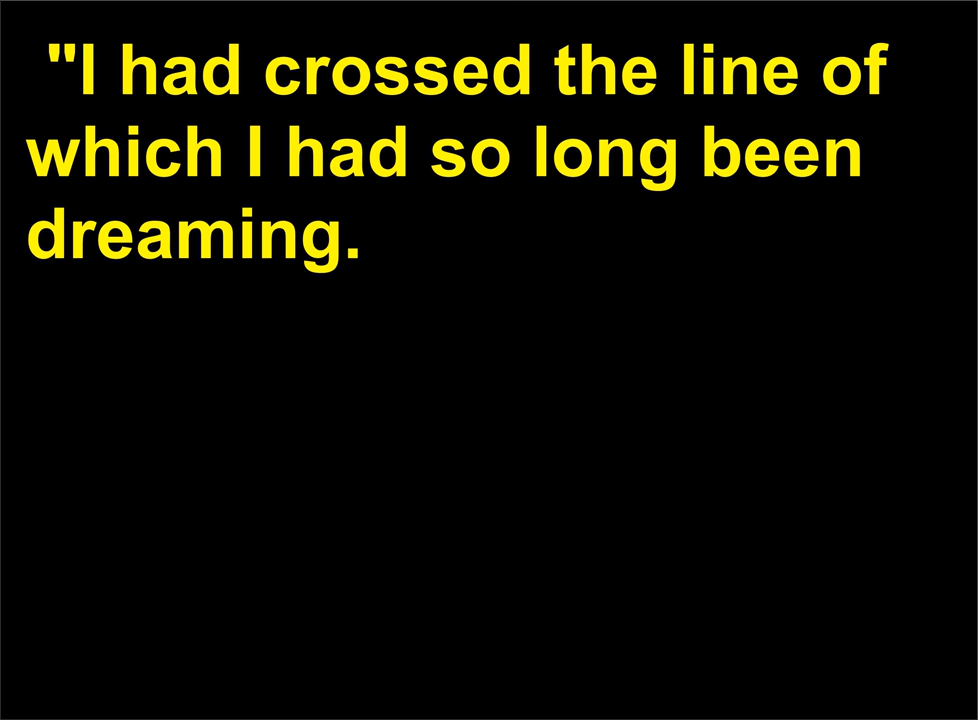 "I had crossed the line of
which I had so long been
dreaming.